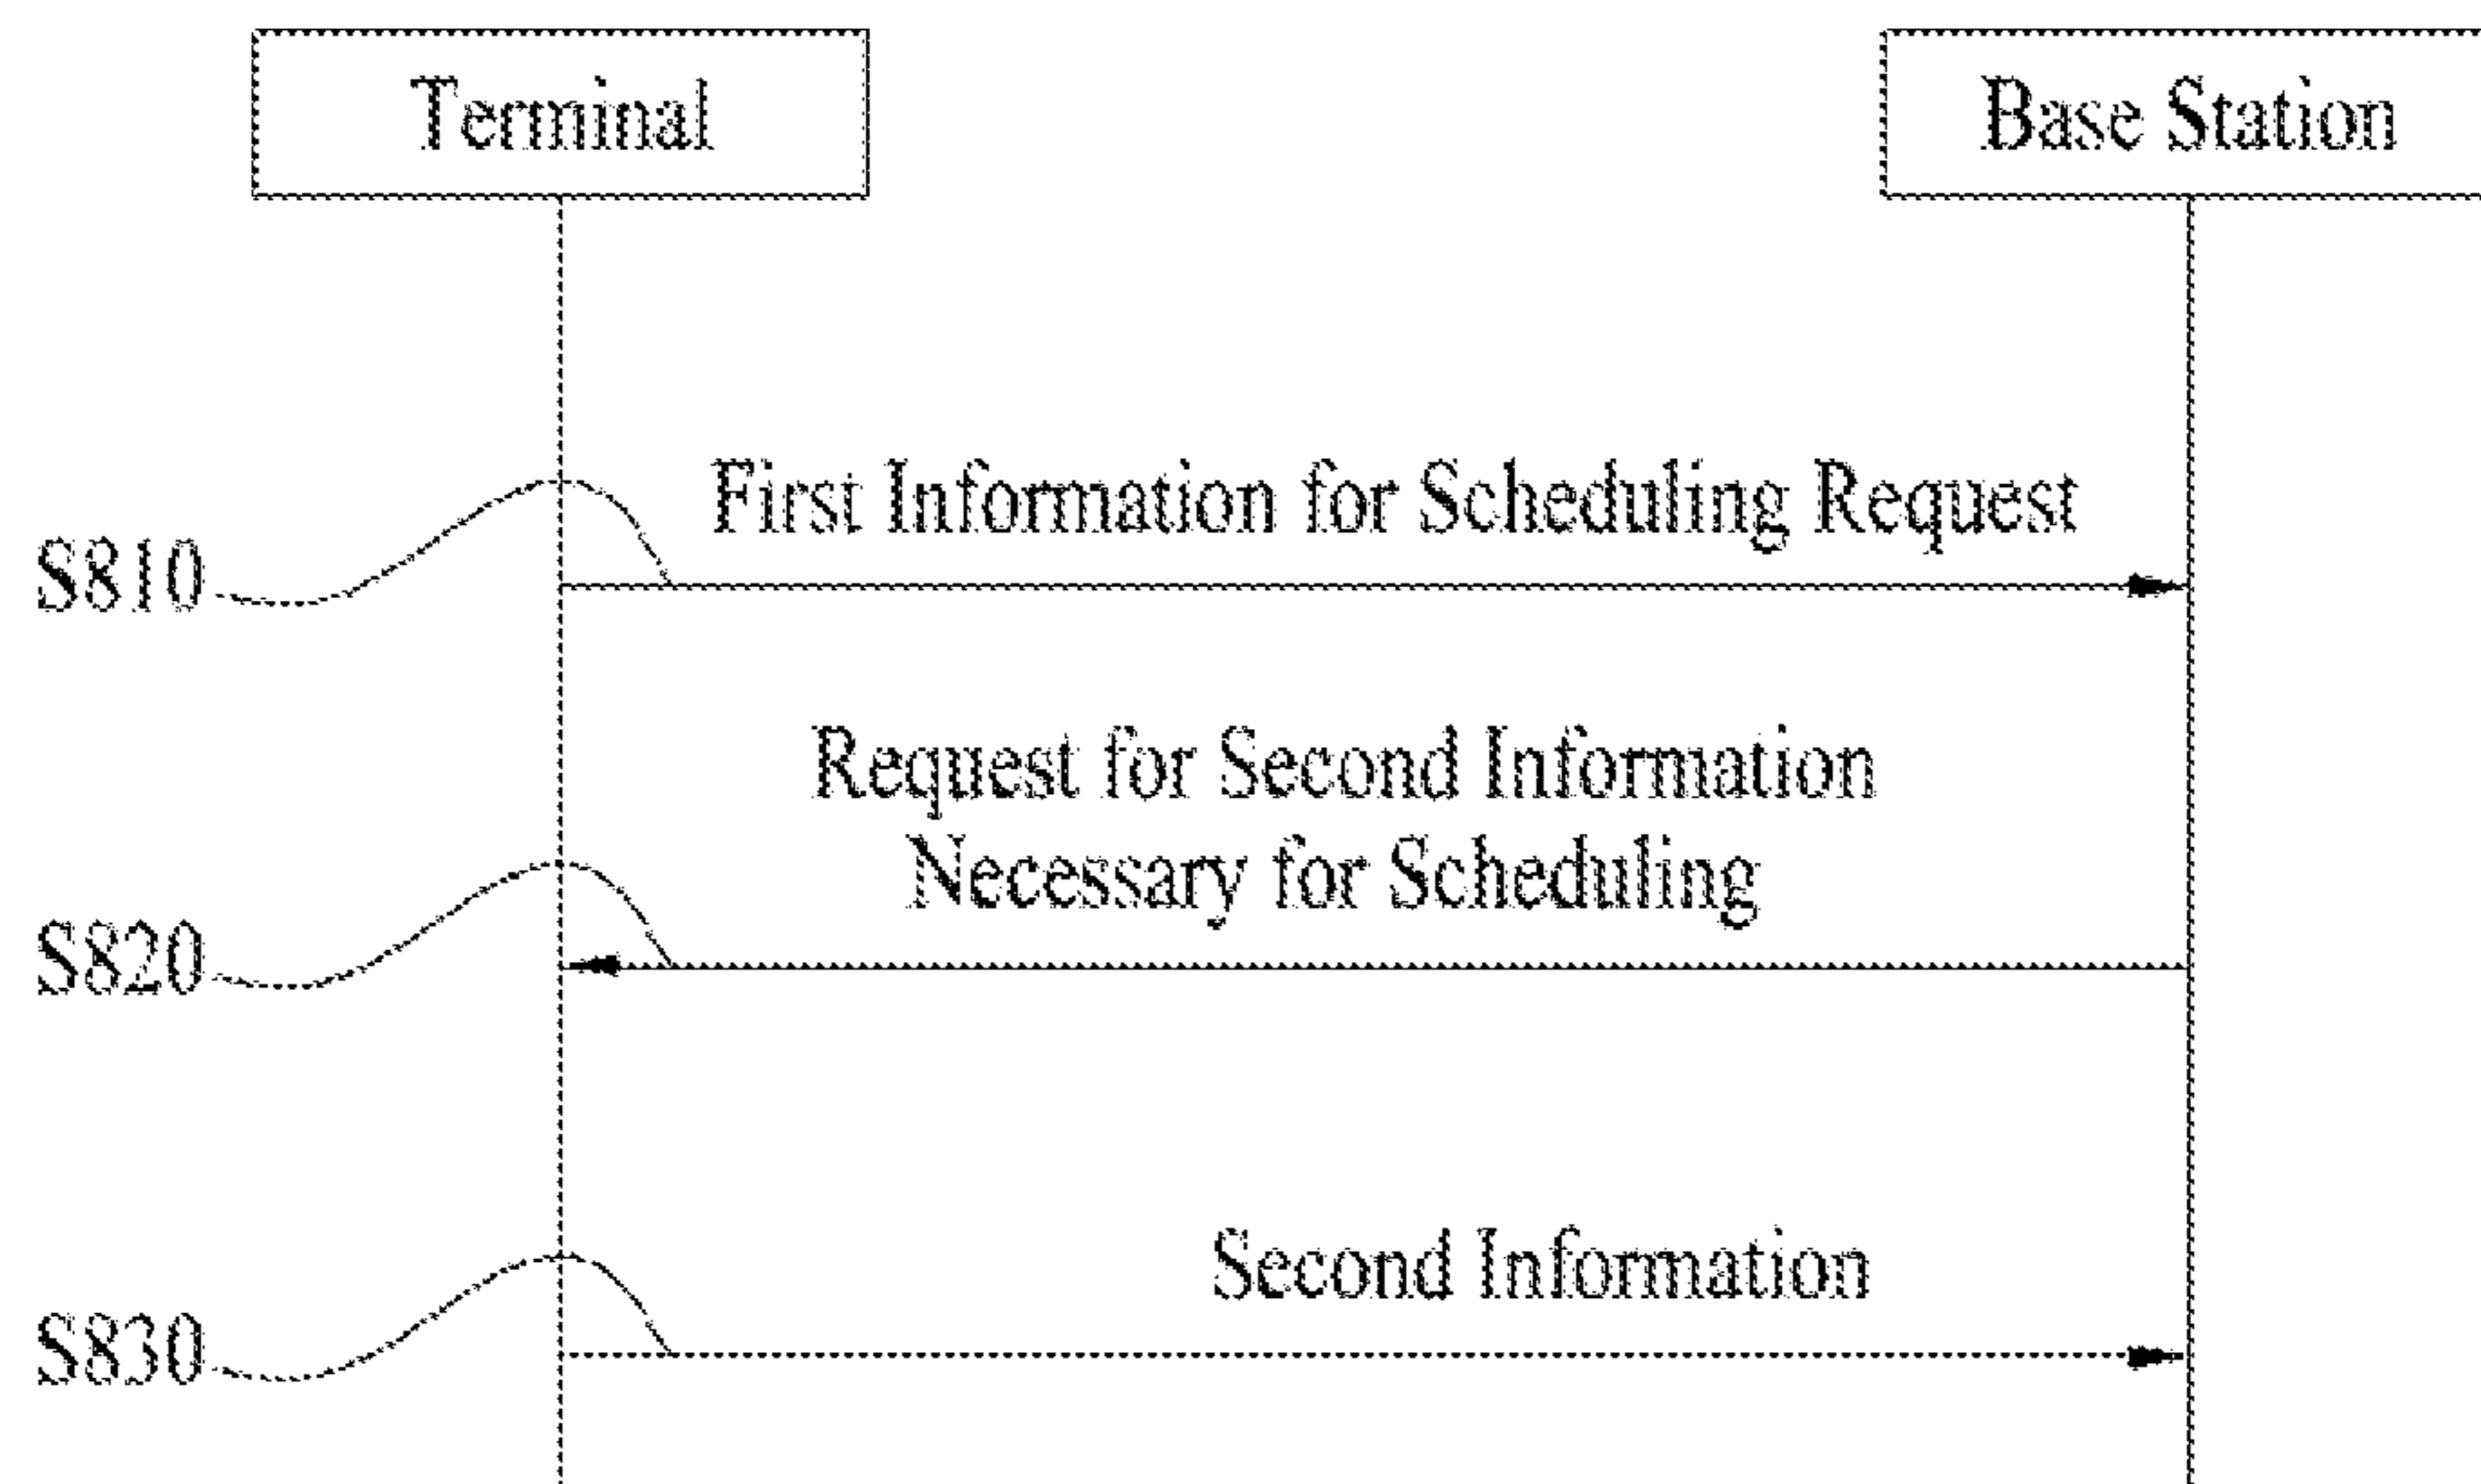 Terminal
Base Station
First Information for Scheduling Request
S810
Request for Second Information
Necessary for Scheduling
S820
Second Information
S830